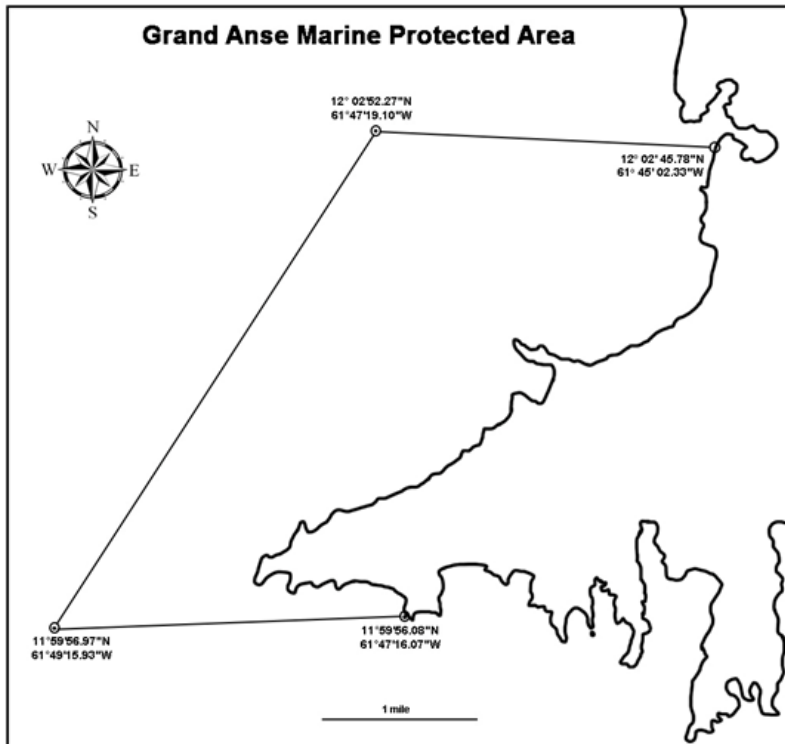 Grand Anse Marine Protected Area
12° 02'52.27"N
61°47'19.10"W
N
W E
S
12° 02' 45.78"N
61° 45' 02.33"W
11°59'56.97"N
61°49'15.93"W
11°59'56.08"N
61°47'16.07"W
1 mile